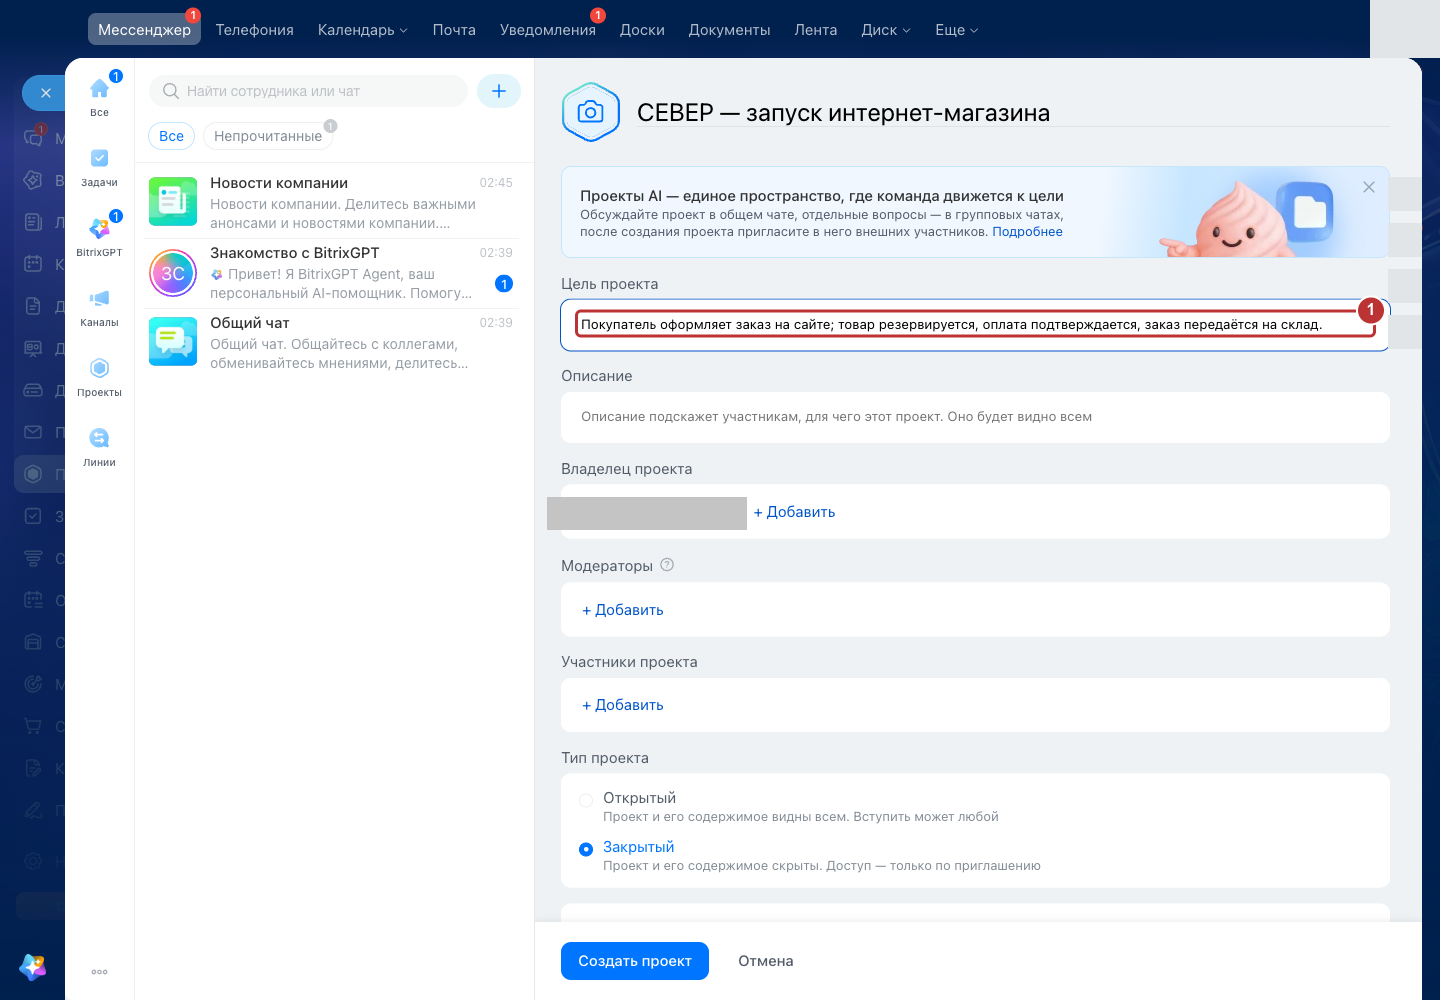 Мессенджер 1 Телефония Календарь Почта Уведомления 1 Доски Документы Лента Диск Еще
1
Все
Задачи
1
BitrixGPT
Каналы
Проекты
Линии
1
М
В
Л
К
Д
Д
Д
П
П
З
С
О
С
М
С
К
П
Найти сотрудника или чат
Все Непрочитанные 1
Новости компании 02:45
Новости компании. Делитесь важными
анонсами и новостями компании....
Знакомство с BitrixGPT 02:39
ЗС
Привет! Я BitrixGPT Agent, ваш
персональный AI-помощник. Помогу... 1
Общий чат 02:39
Общий чат. Общайтесь с коллегами,
обменивайтесь мнениями, делитесь...
СЕВЕР — запуск интернет-магазина
Проекты AI — единое пространство, где команда движется к цели
Обсуждайте проект в общем чате, отдельные вопросы — в групповых чатах,
после создания проекта пригласите в него внешних участников. Подробнее
Цель проекта
1
Покупатель оформляет заказ на сайте; товар резервируется, оплата подтверждается, заказ передаётся на склад.
Описание
Описание подскажет участникам, для чего этот проект. Оно будет видно всем
Владелец проекта
+ Добавить
Модераторы ?
+ Добавить
Участники проекта
+ Добавить
Тип проекта
Открытый
Проект и его содержимое видны всем. Вступить может любой
Закрытый
Проект и его содержимое скрыты. Доступ — только по приглашению
Создать проект Отмена